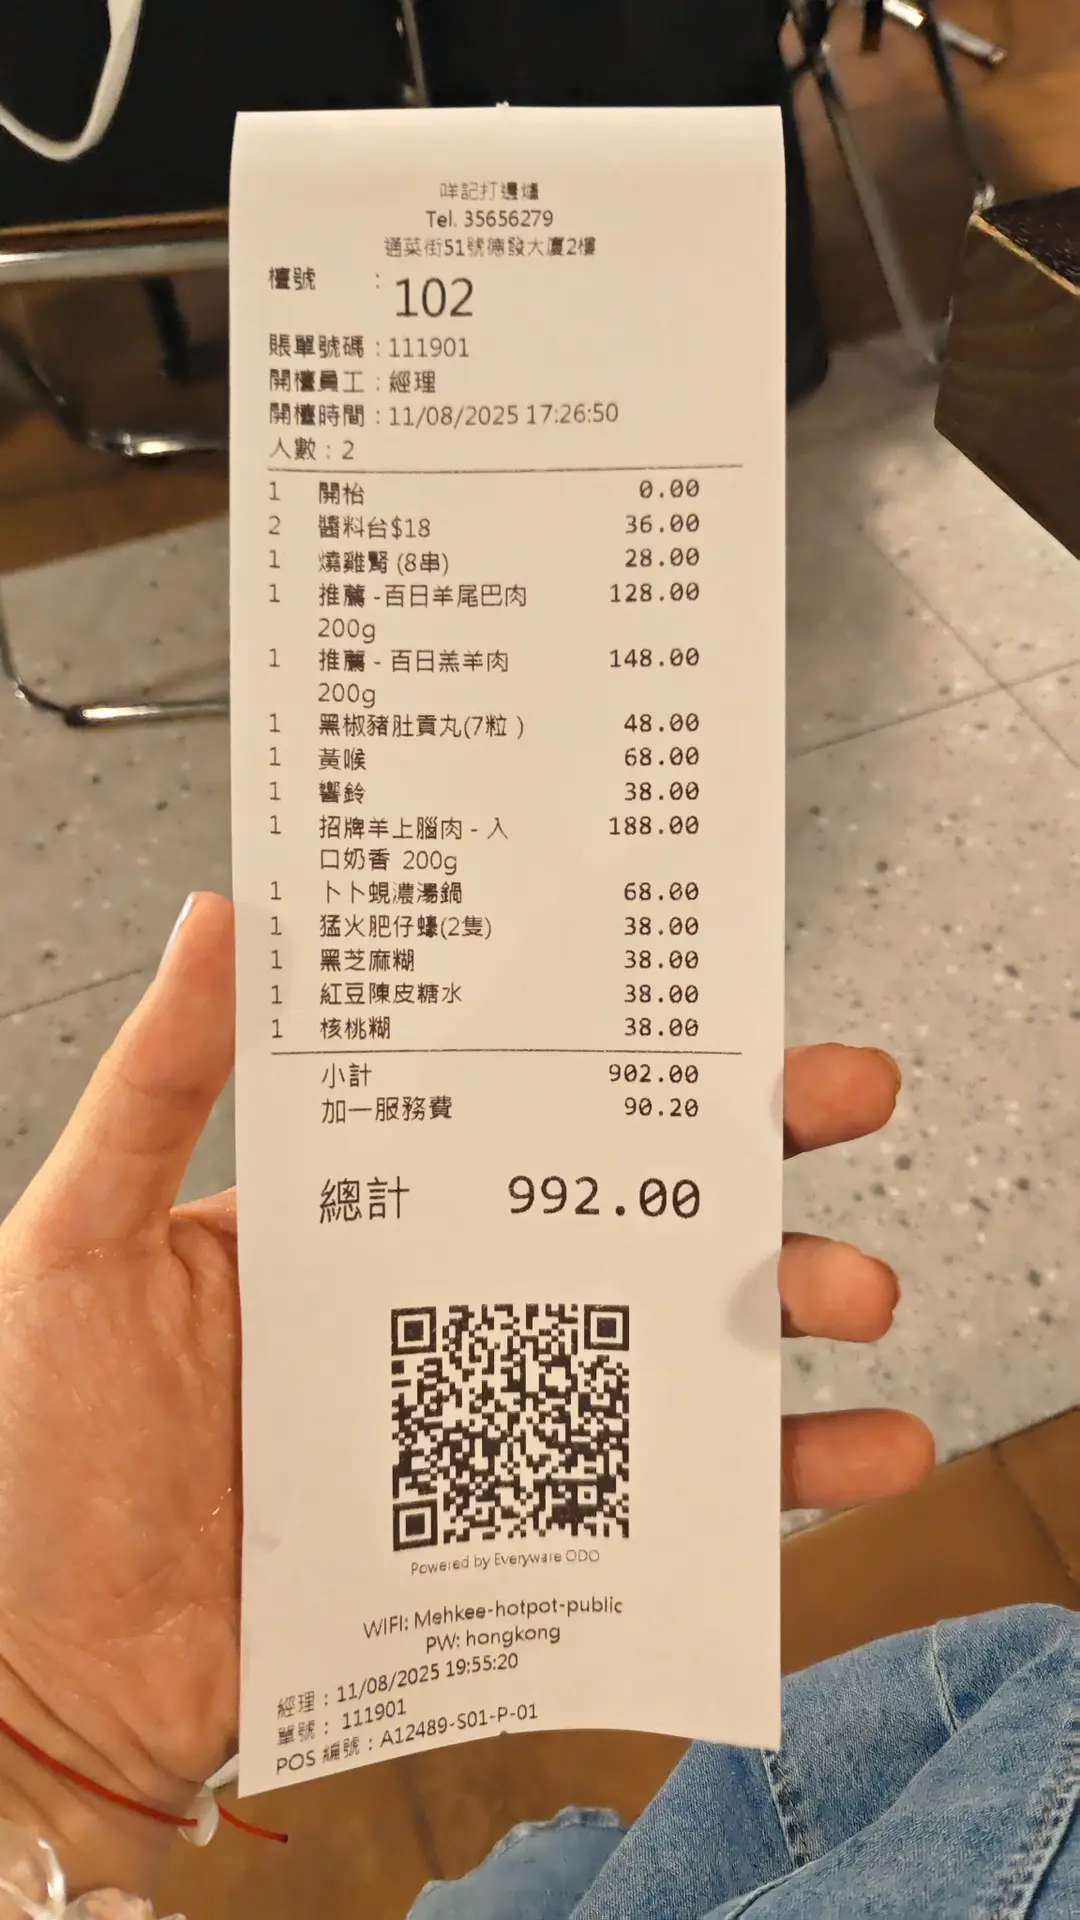 咩記打邊爐
Tel. 35656279
通菜街51號德發大廈2樓
檯號 : 102
賬單號碼 : 111901
開檯員工 : 經理
開檯時間 : 11/08/2025 17:26:50
人數 : 2
1 開枱 0.00
2 醬料台$18 36.00
1 燒雞腎 (8串) 28.00
1 推薦 -百日羊尾巴肉 128.00
200g
1 推薦 - 百日羔羊肉 148.00
200g
1 黑椒豬肚貢丸(7粒 ) 48.00
1 黃喉 68.00
1 響鈴 38.00
1 招牌羊上腦肉 - 入 188.00
口奶香 200g
1 卜卜蜆濃湯鍋 68.00
1 猛火肥仔蠔(2隻) 38.00
1 黑芝麻糊 38.00
1 紅豆陳皮糖水 38.00
1 核桃糊 38.00
小計 902.00
加一服務費 90.20
總計 992.00
Powered by Everyware ODO
WIFI: Mehkee-hotpot-public
PW: hongkong
經理 : 11/08/2025 19:55:20
單號 : 111901
POS 編號 : A12489-S01-P-01